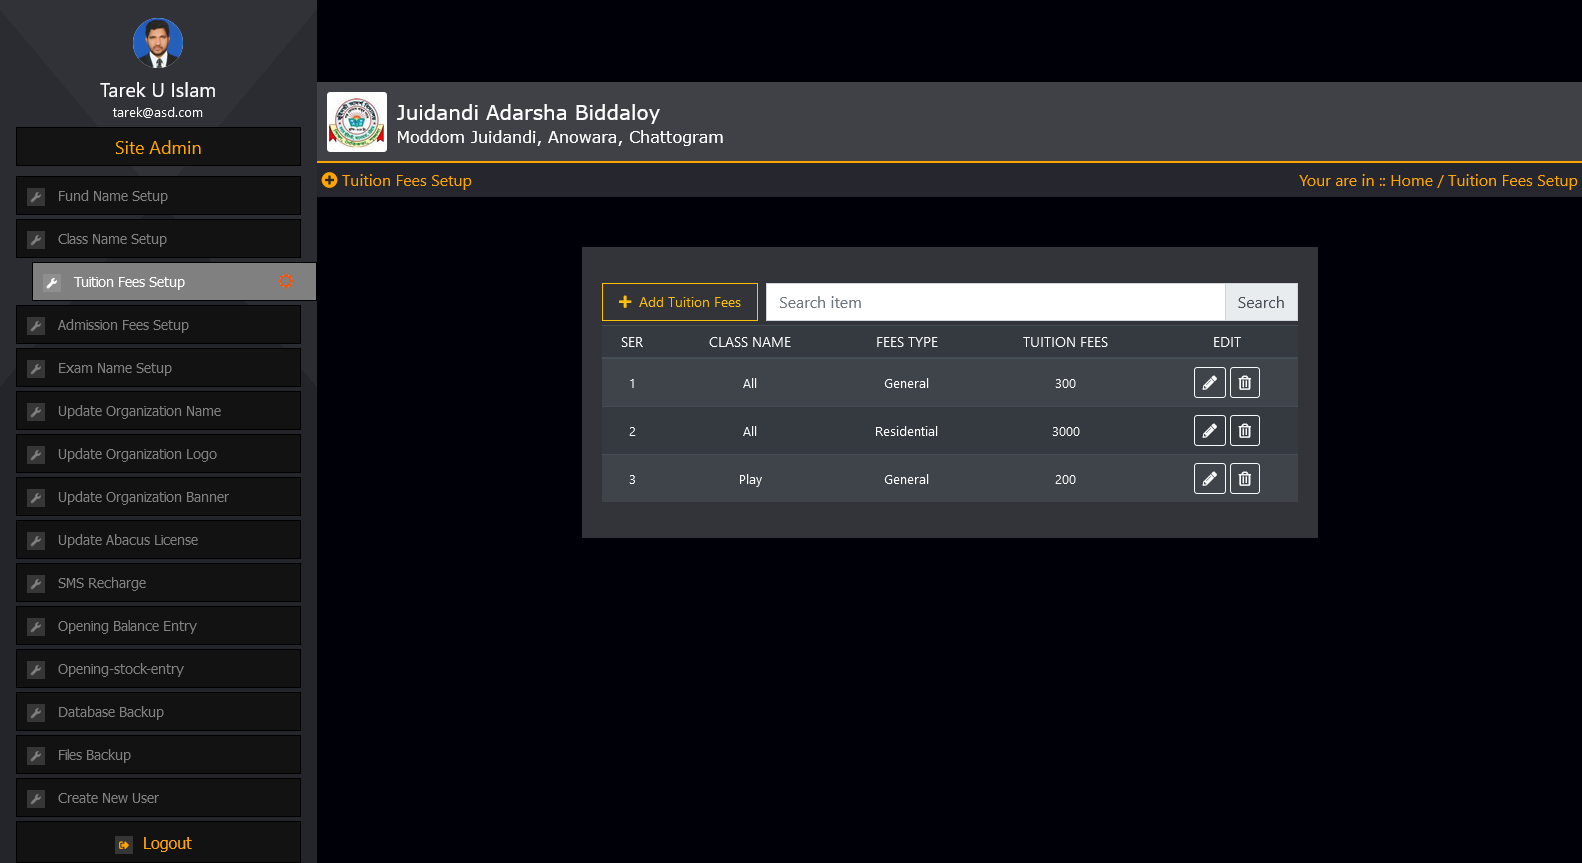 Tarek U Islam
tarek@asd.com
Site Admin
Fund Name Setup
Class Name Setup
Tuition Fees Setup
Admission Fees Setup
Exam Name Setup
Update Organization Name
Update Organization Logo
Update Organization Banner
Update Abacus License
SMS Recharge
Opening Balance Entry
Opening-stock-entry
Database Backup
Files Backup
Create New User
Logout
Juidandi Adarsha Biddaloy
Moddom Juidandi, Anowara, Chattogram
Tuition Fees Setup
Your are in :: Home / Tuition Fees Setup
Add Tuition Fees
Search item
Search
SER CLASS NAME FEES TYPE TUITION FEES EDIT
1 All General 300
2 All Residential 3000
3 Play General 200